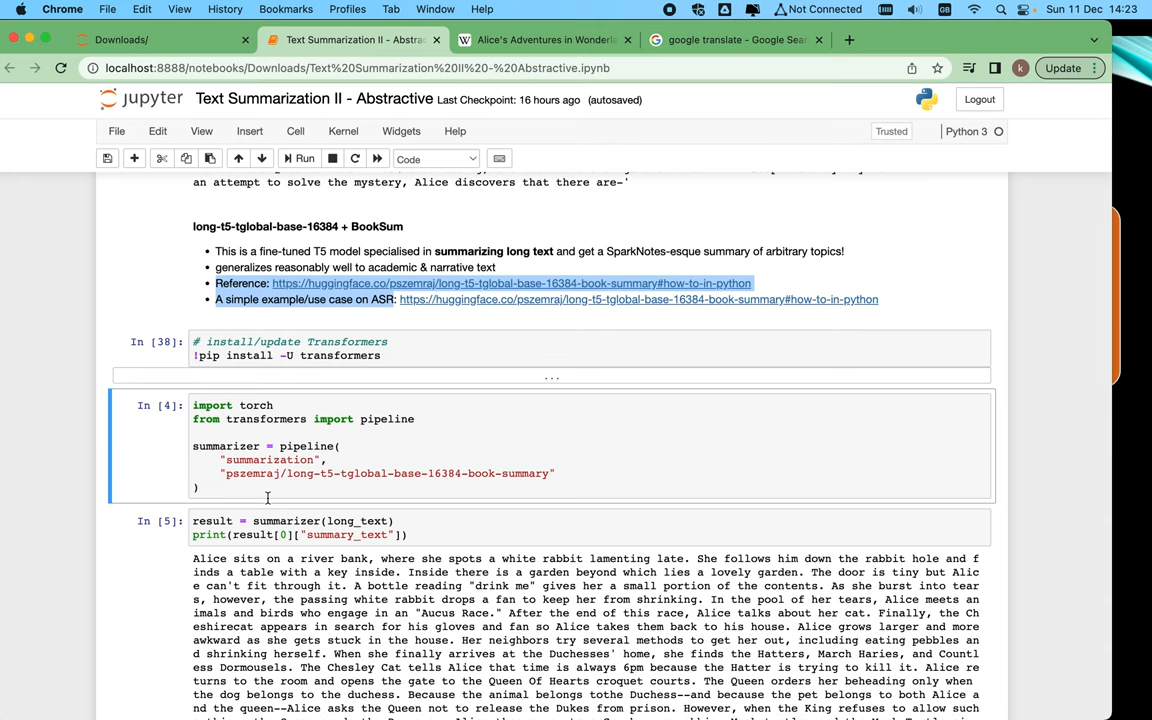 Chrome File Edit View History Bookmarks Profiles Tab Window Help Not Connected GB Sun 11 Dec 14:23
Downloads/ Text Summarization II - Abstrac Alice's Adventures in Wonderla google translate - Google Sear
localhost:8888/notebooks/Downloads/Text%20Summarization%20II%20-%20Abstractive.ipynb k Update
jupyter Text Summarization II - Abstractive Last Checkpoint: 16 hours ago (autosaved) Logout
File Edit View Insert Cell Kernel Widgets Help Trusted Python 3
Run Code
an attempt to solve the mystery, Alice discovers that there are-'
long-t5-tglobal-base-16384 + BookSum
• This is a fine-tuned T5 model specialised in summarizing long text and get a SparkNotes-esque summary of arbitrary topics!
• generalizes reasonably well to academic & narrative text
• Reference: https://huggingface.co/pszemraj/long-t5-tglobal-base-16384-book-summary#how-to-in-python
• A simple example/use case on ASR: https://huggingface.co/pszemraj/long-t5-tglobal-base-16384-book-summary#how-to-in-python
In [38]: # install/update Transformers
!pip install -U transformers
...
In [4]: import torch
from transformers import pipeline
summarizer = pipeline(
"summarization",
"pszemraj/long-t5-tglobal-base-16384-book-summary"
)
In [5]: result = summarizer(long_text)
print(result[0]["summary_text"])
Alice sits on a river bank, where she spots a white rabbit lamenting late. She follows him down the rabbit hole and f
inds a table with a key inside. Inside there is a garden beyond which lies a lovely garden. The door is tiny but Alic
e can't fit through it. A bottle reading "drink me" gives her a small portion of the contents. As she burst into tear
s, however, the passing white rabbit drops a fan to keep her from shrinking. In the pool of her tears, Alice meets an
imals and birds who engage in an "Aucus Race." After the end of this race, Alice talks about her cat. Finally, the Ch
eshirecat appears in search for his gloves and fan so Alice takes them back to his house. Alice grows larger and more
awkward as she gets stuck in the house. Her neighbors try several methods to get her out, including eating pebbles an
d shrinking herself. When she finally arrives at the Duchesses' home, she finds the Hatters, March Haries, and Countl
ess Dormousels. The Chesley Cat tells Alice that time is always 6pm because the Hatter is trying to kill it. Alice re
turns to the room and opens the gate to the Queen Of Hearts croquet courts. The Queen orders her beheading only when
the dog belongs to the duchess. Because the animal belongs tothe Duchess--and because the pet belongs to both Alice a
nd the queen--Alice asks the Queen not to release the Dukes from prison. However, when the King refuses to allow such